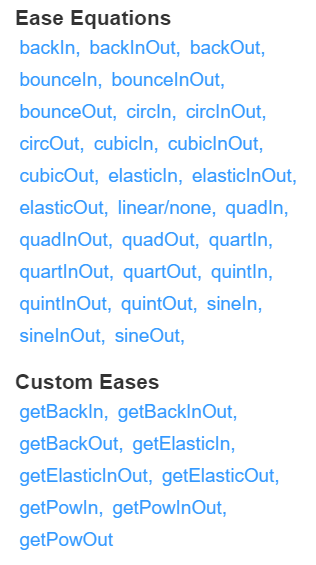 Ease Equations
backIn, backInOut, backOut,
bounceIn, bounceInOut,
bounceOut, circIn, circInOut,
circOut, cubicIn, cubicInOut,
cubicOut, elasticIn, elasticInOut,
elasticOut, linear/none, quadIn,
quadInOut, quadOut, quartIn,
quartInOut, quartOut, quintIn,
quintInOut, quintOut, sineIn,
sineInOut, sineOut,
Custom Eases
getBackIn, getBackInOut,
getBackOut, getElasticIn,
getElasticInOut, getElasticOut,
getPowIn, getPowInOut,
getPowOut